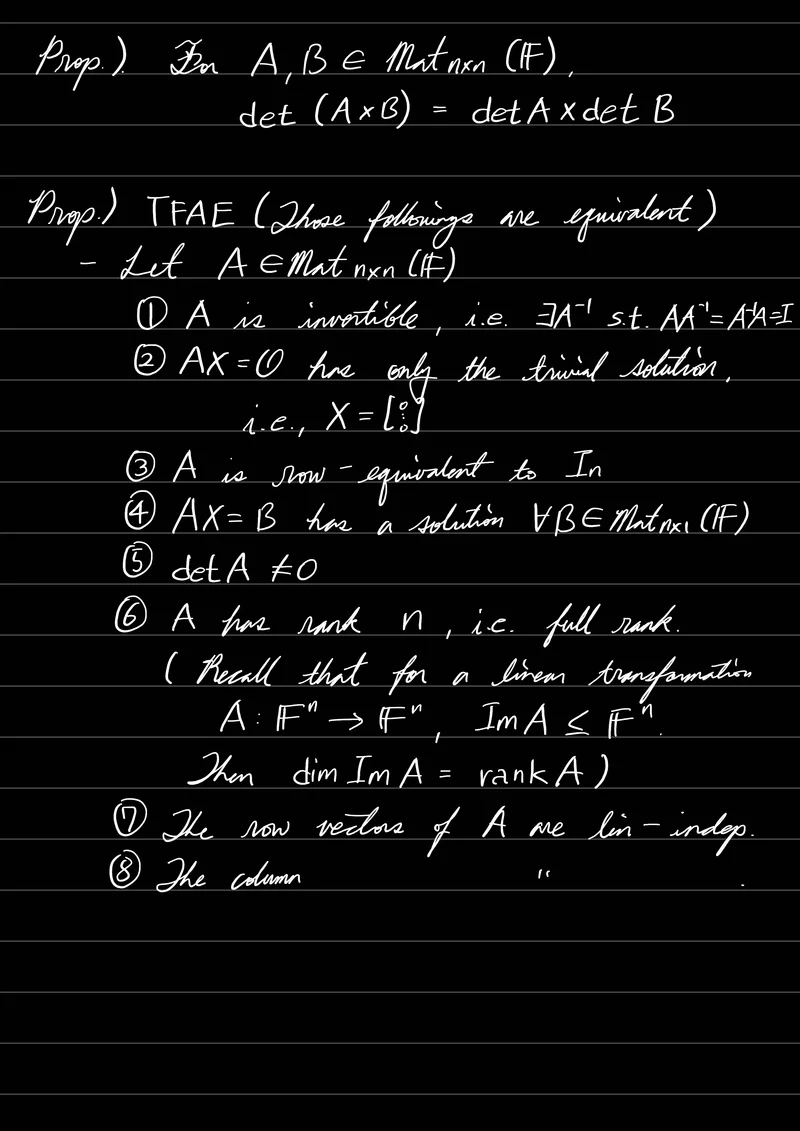 Prop.) For A, B ∈ Mat n×n (𝔽),
det (A×B) = det A × det B
Prop.) TFAE (Those followings are equivalent)
- Let A ∈ Mat n×n (𝔽)
① A is invertible, i.e. ∃A⁻¹ s.t. AA⁻¹ = A⁻¹A = I
② AX = O has only the trivial solution,
i.e., X = [0 ⋮ 0]
③ A is row-equivalent to In
④ AX = B has a solution ∀B ∈ Mat n×1 (𝔽)
⑤ det A ≠ 0
⑥ A has rank n, i.e. full rank.
(Recall that for a linear transformation
A : 𝔽ⁿ → 𝔽ⁿ, Im A ≤ 𝔽ⁿ.
Then dim Im A = rank A)
⑦ The row vectors of A are lin-indep.
⑧ The column " .